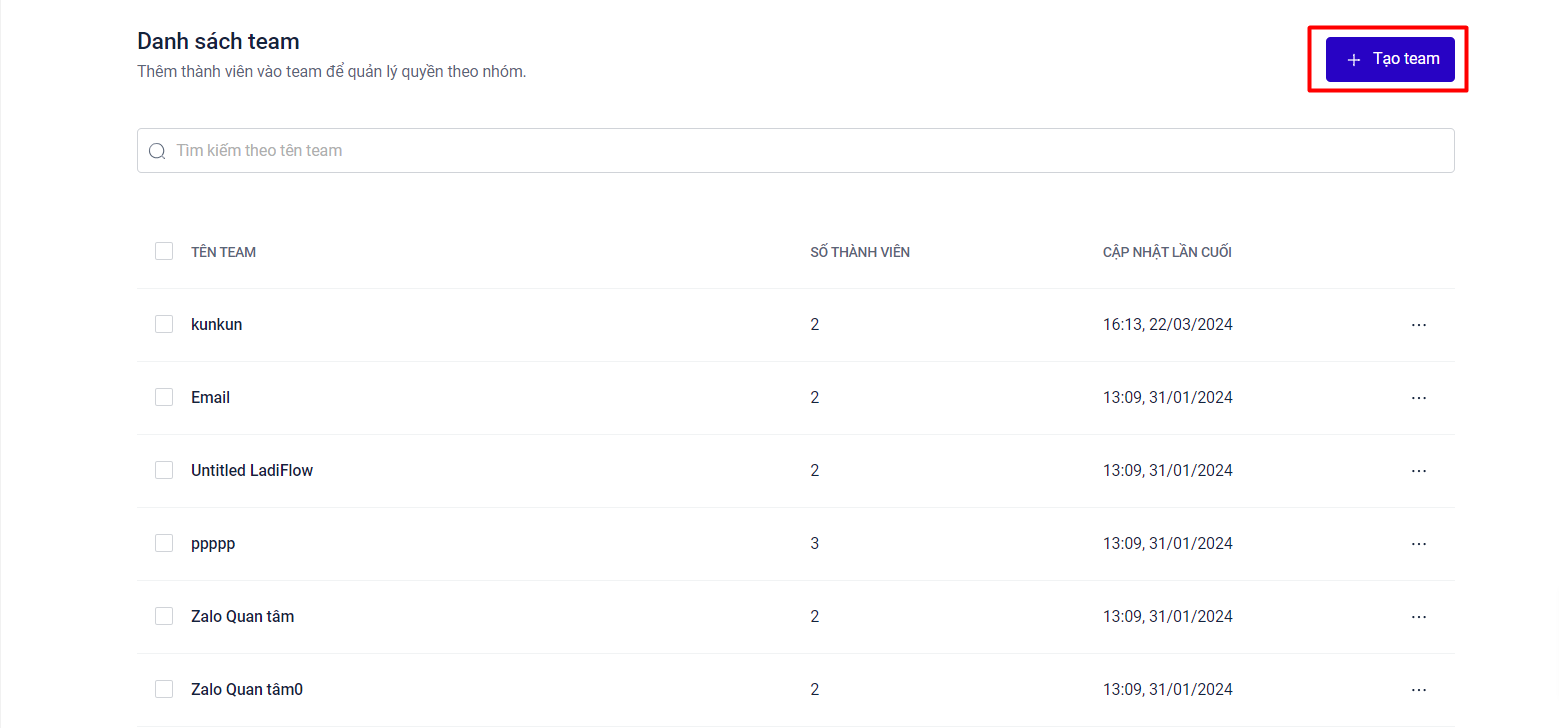 Danh sách team
Thêm thành viên vào team để quản lý quyền theo nhóm.
Tạo team
Tìm kiếm theo tên team
TÊN TEAM SỐ THÀNH VIÊN CẬP NHẬT LẦN CUỐI
kunkun 2 16:13, 22/03/2024
Email 2 13:09, 31/01/2024
Untitled LadiFlow 2 13:09, 31/01/2024
ppppp 3 13:09, 31/01/2024
Zalo Quan tâm 2 13:09, 31/01/2024
Zalo Quan tâm0 2 13:09, 31/01/2024